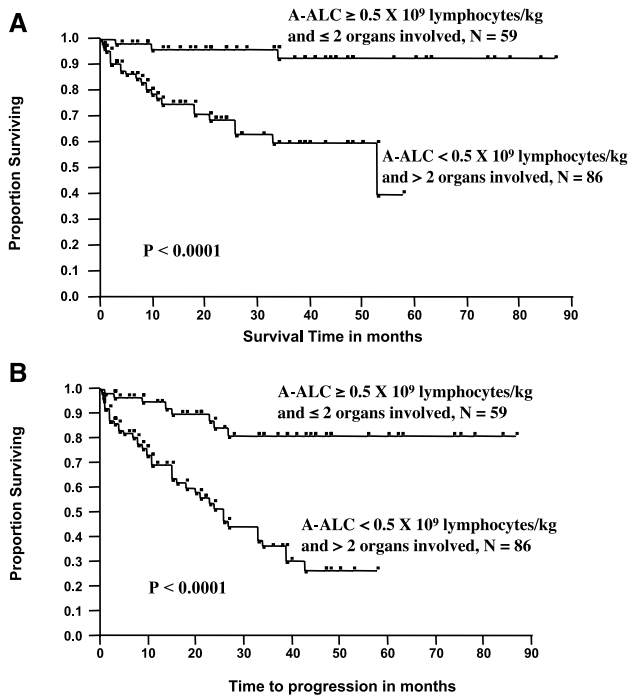 A
A-ALC ≥ 0.5 X 10⁹ lymphocytes/kg
and ≤ 2 organs involved, N = 59
1.0
0.9
0.8
0.7
0.6
0.5
0.4
0.3
0.2
0.1
0.0
Proportion Surviving
A-ALC < 0.5 X 10⁹ lymphocytes/kg
and > 2 organs involved, N = 86
P < 0.0001
0 10 20 30 40 50 60 70 80 90
Survival Time in months
B
1.0
0.9
0.8
0.7
0.6
0.5
0.4
0.3
0.2
0.1
0.0
Proportion Surviving
A-ALC ≥ 0.5 X 10⁹ lymphocytes/kg
and ≤ 2 organs involved, N = 59
A-ALC < 0.5 X 10⁹ lymphocytes/kg
and > 2 organs involved, N = 86
P < 0.0001
0 10 20 30 40 50 60 70 80 90
Time to progression in months